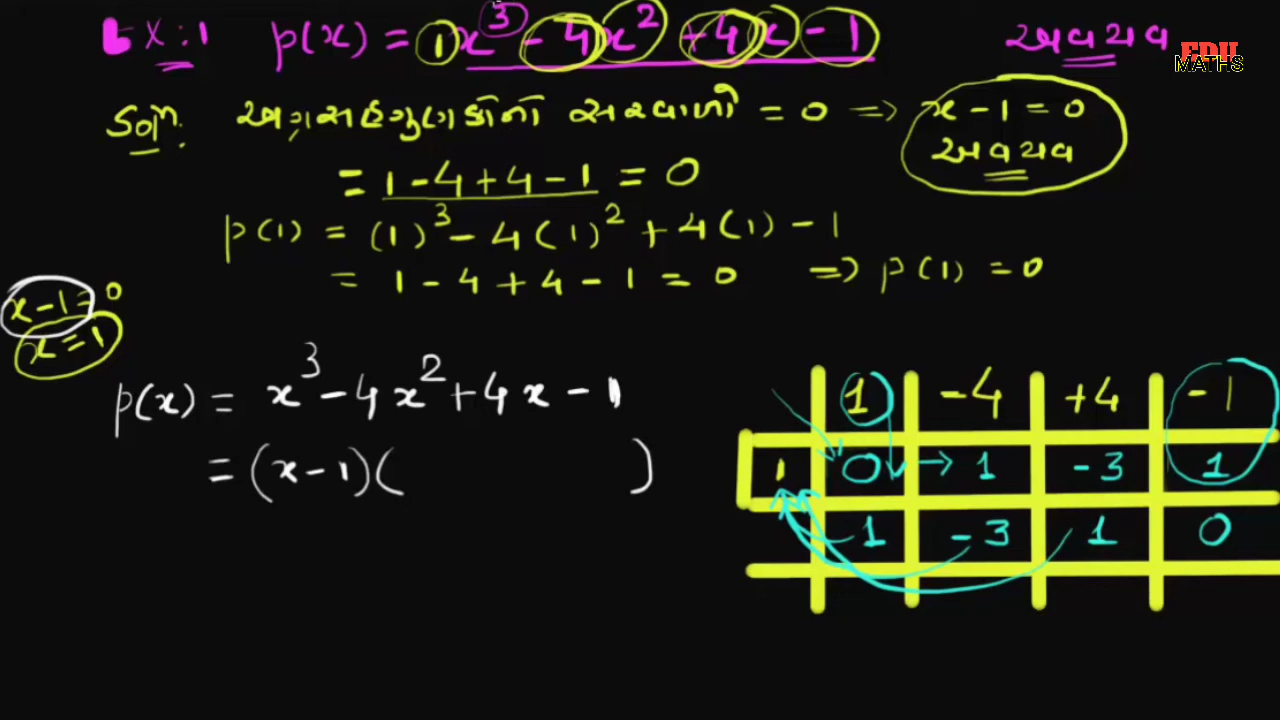 Ex:1 p(x) = 1x³ - 4x² + 4x - 1 અવયવ
EDU
MATHS
Soln: સહગુણકોનો સરવાળો = 0 => x - 1 = 0
અવયવ
= 1 - 4 + 4 - 1 = 0
p(1) = (1)³ - 4(1)² + 4(1) - 1
= 1 - 4 + 4 - 1 = 0 => p(1) = 0
x - 1 = 0
x = 1
p(x) = x³ - 4x² + 4x - 1
= (x - 1)( )
1 -4 +4 -1
1 0 → 1 -3 1
1 -3 1 0